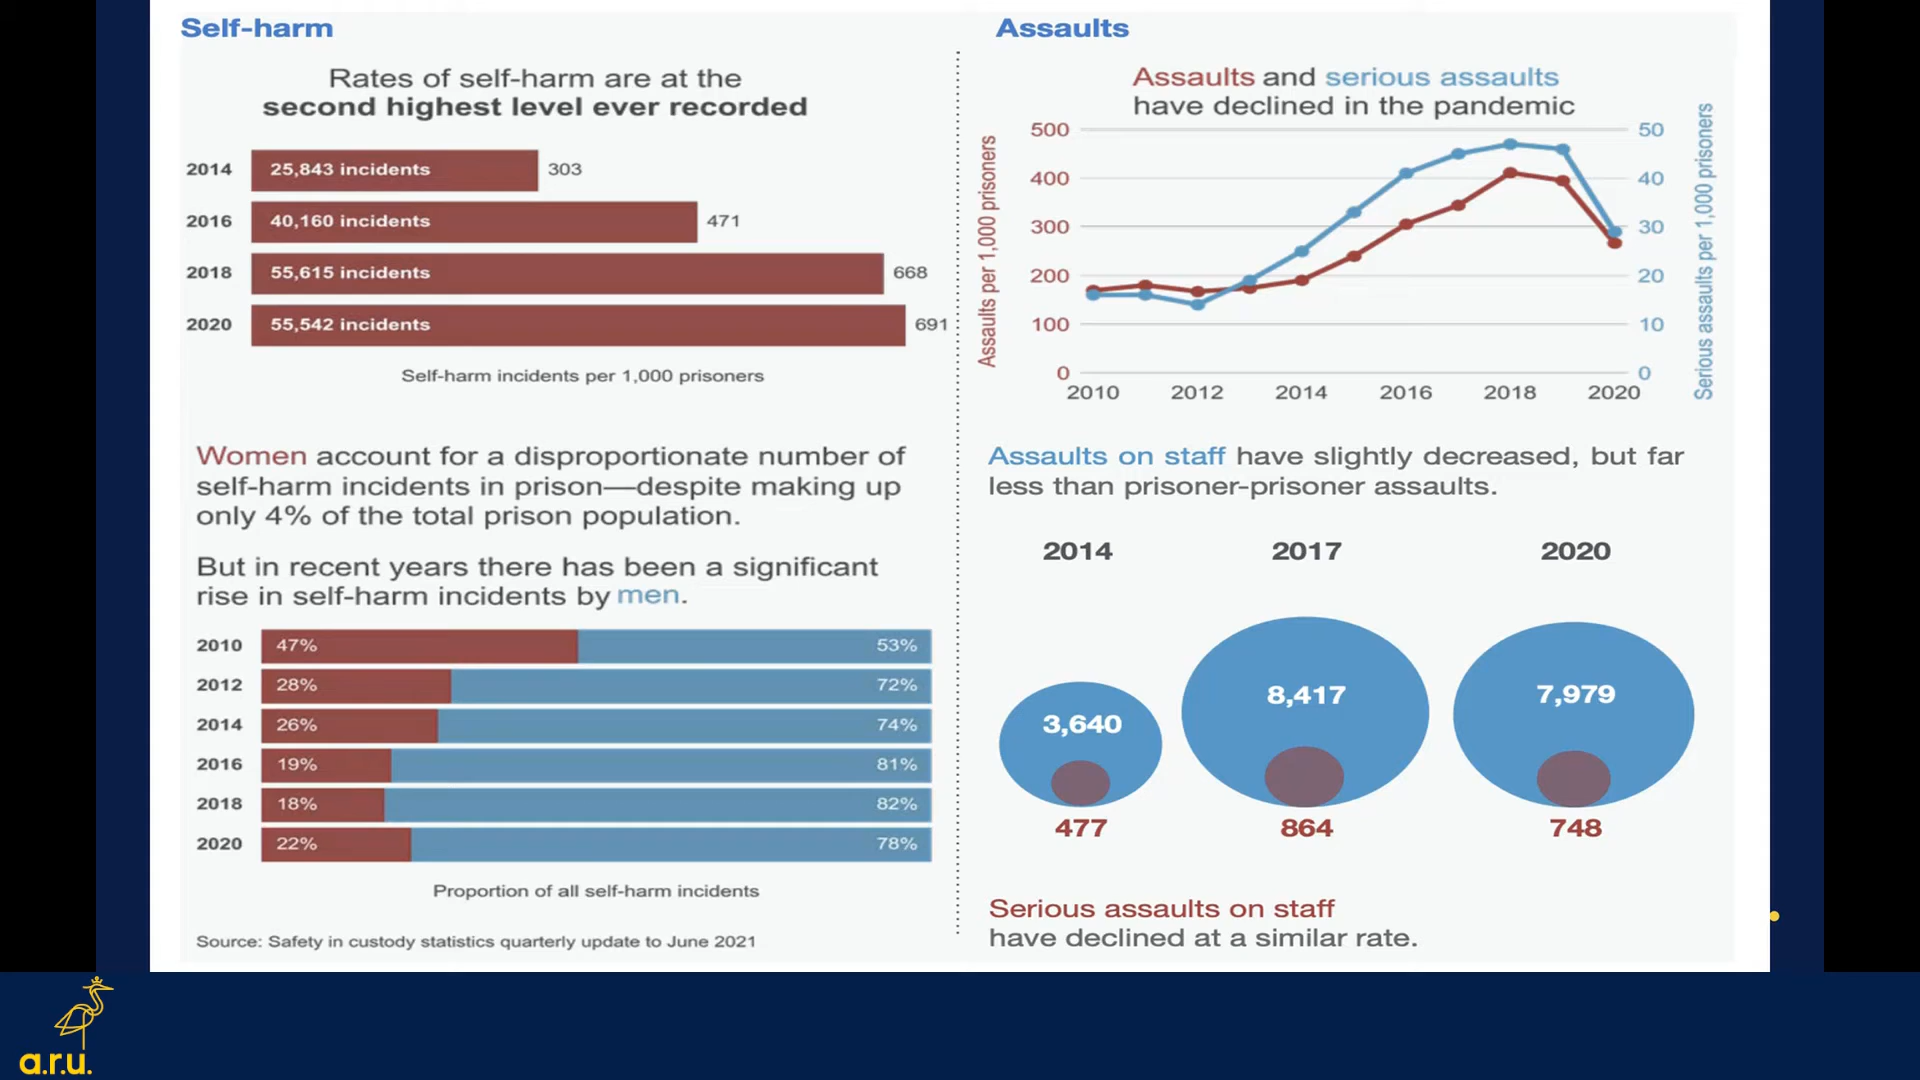 Self-harm
Rates of self-harm are at the
second highest level ever recorded
2014 25,843 incidents 303
2016 40,160 incidents 471
2018 55,615 incidents 668
2020 55,542 incidents 691
Self-harm incidents per 1,000 prisoners
Women account for a disproportionate number of
self-harm incidents in prison—despite making up
only 4% of the total prison population.
But in recent years there has been a significant
rise in self-harm incidents by men.
2010 47% 53%
2012 28% 72%
2014 26% 74%
2016 19% 81%
2018 18% 82%
2020 22% 78%
Proportion of all self-harm incidents
Source: Safety in custody statistics quarterly update to June 2021
Assaults
Assaults and serious assaults
have declined in the pandemic
Assaults per 1,000 prisoners
Serious assaults per 1,000 prisoners
500 50
400 40
300 30
200 20
100 10
0 0
2010 2012 2014 2016 2018 2020
Assaults on staff have slightly decreased, but far
less than prisoner-prisoner assaults.
2014 2017 2020
3,640 8,417 7,979
477 864 748
Serious assaults on staff
have declined at a similar rate.
a.r.u.